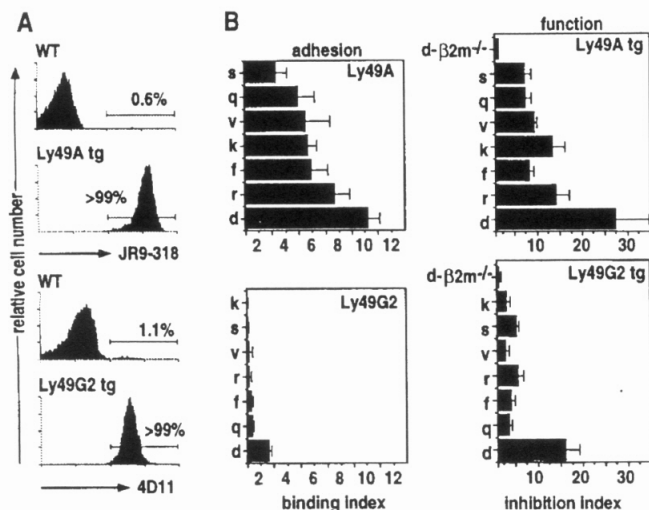 A
WT
0.6%
Ly49A tg
>99%
JR9-318
WT
1.1%
Ly49G2 tg
>99%
4D11
relative cell number
B
adhesion
Ly49A
s
q
v
k
f
r
d
2 4 6 8 10 12
function
Ly49A tg
d-β2m-/-
s
q
v
k
f
r
d
10 20 30
Ly49G2
k
s
v
r
f
q
d
2 4 6 8 10 12
binding index
Ly49G2 tg
d-β2m-/-
k
s
v
r
f
q
d
10 20 30
inhibition index